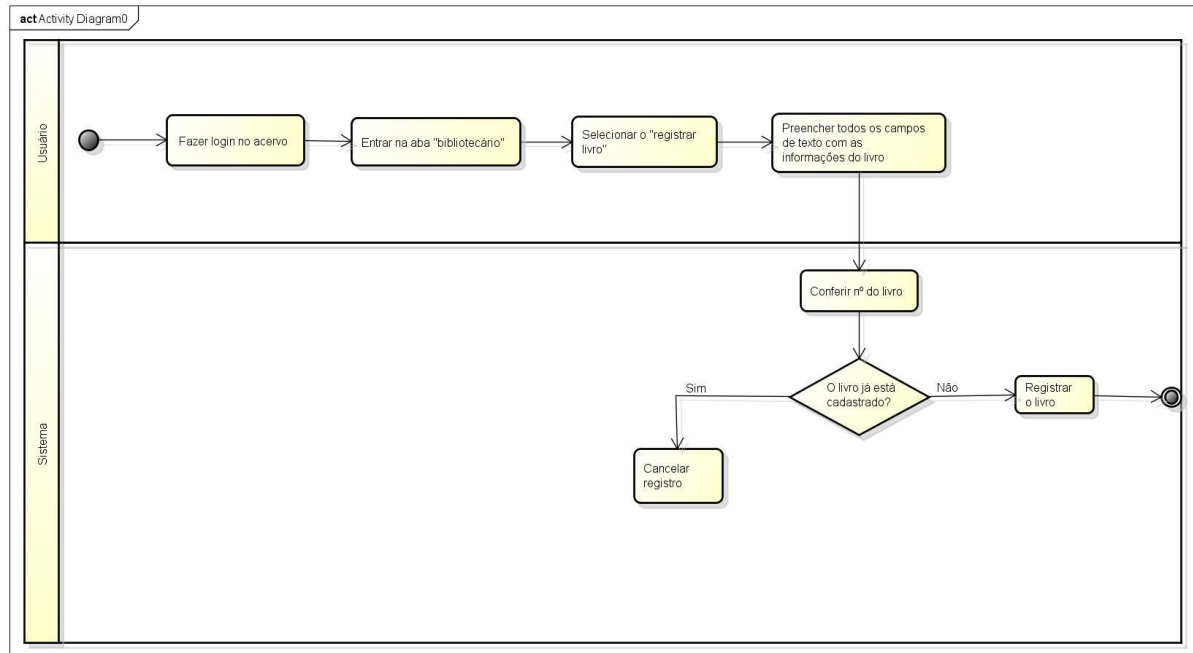 act Activity Diagram0
Usuário
Fazer login no acervo
Entrar na aba "bibliotecário"
Selecionar o "registrar
livro"
Preencher todos os campos
de texto com as
informações do livro
Sistema
Conferir nº do livro
O livro já está
cadastrado?
Sim
Não
Registrar
o livro
Cancelar
registro